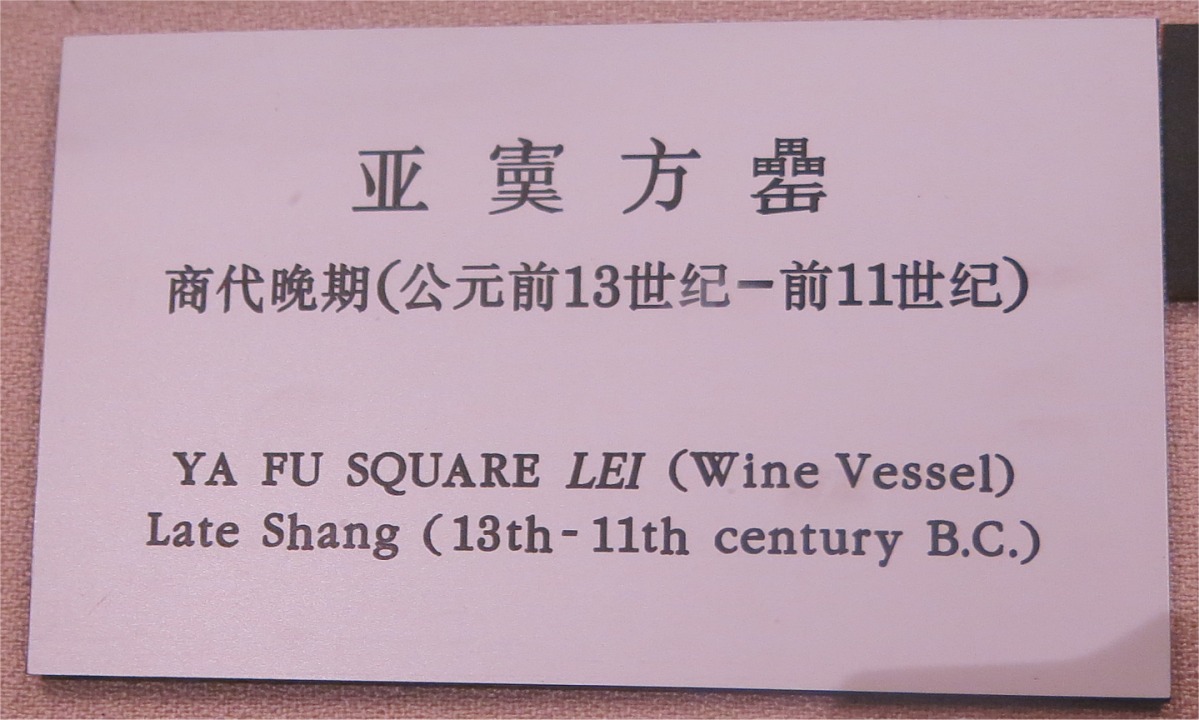 亚 方 罍
商代晚期(公元前13世纪-前11世纪)
YA FU SQUARE LEI (Wine Vessel)
Late Shang (13th-11th century B.C.)